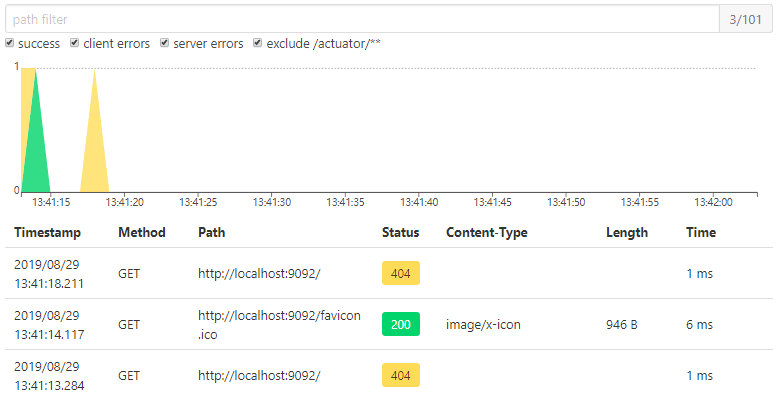 path filter 3/101
success client errors server errors exclude /actuator/**
1
0
13:41:15 13:41:20 13:41:25 13:41:30 13:41:35 13:41:40 13:41:45 13:41:50 13:41:55 13:42:00
Timestamp Method Path Status Content-Type Length Time
2019/08/29
13:41:18.211 GET http://localhost:9092/ 404 1 ms
2019/08/29
13:41:14.117 GET http://localhost:9092/favicon
.ico 200 image/x-icon 946 B 6 ms
2019/08/29
13:41:13.284 GET http://localhost:9092/ 404 1 ms